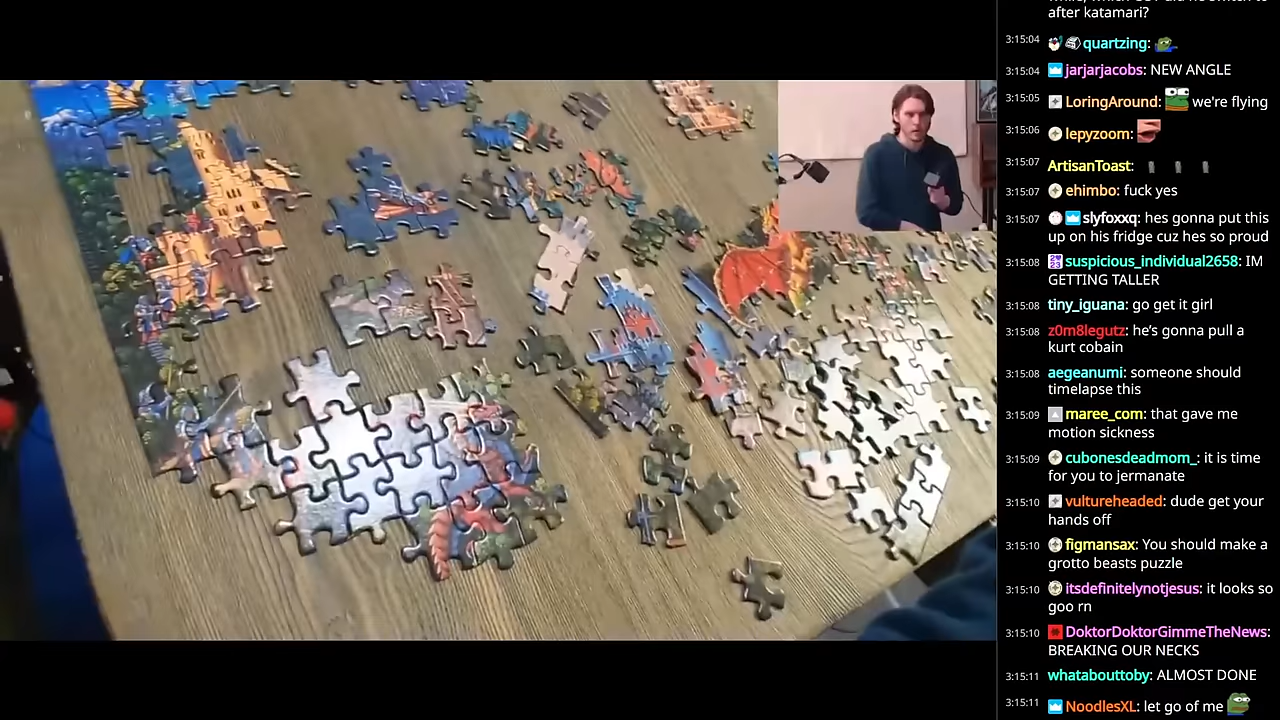 after katamari?
3:15:04 quartzing:
3:15:04 jarjarjacobs: NEW ANGLE
3:15:05 LoringAround: we're flying
3:15:06 lepyzoom:
3:15:07 ArtisanToast:
3:15:07 ehimbo: fuck yes
3:15:07 slyfoxxq: hes gonna put this
up on his fridge cuz hes so proud
3:15:08 suspicious_individual2658: IM
GETTING TALLER
3:15:08 tiny_iguana: go get it girl
3:15:08 z0m8legutz: he's gonna pull a
kurt cobain
3:15:08 aegeanumi: someone should
timelapse this
3:15:09 maree_com: that gave me
motion sickness
3:15:09 cubonesdeadmom_: it is time
for you to jermanate
3:15:10 vultureheaded: dude get your
hands off
3:15:10 figmansax: You should make a
grotto beasts puzzle
3:15:10 itsdefinitelynotjesus: it looks so
goo rn
3:15:10 DoktorDoktorGimmeTheNews:
BREAKING OUR NECKS
3:15:11 whatabouttoby: ALMOST DONE
3:15:11 NoodlesXL: let go of me